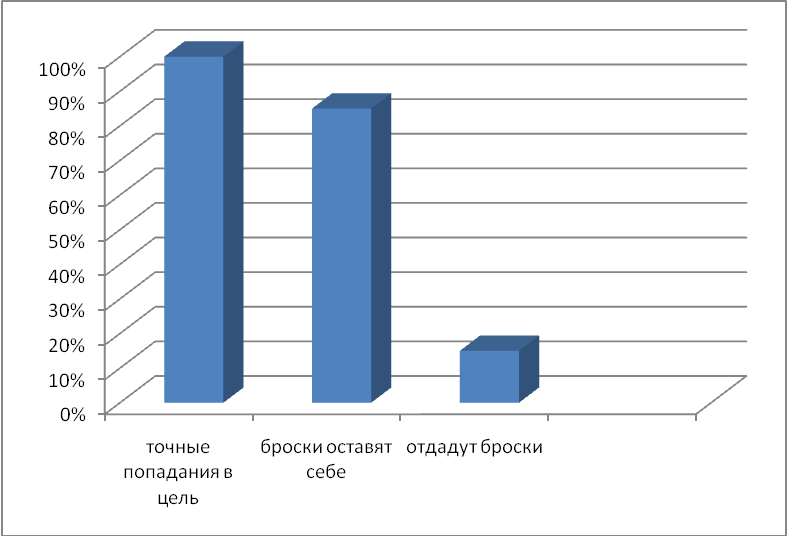 100%
90%
80%
70%
60%
50%
40%
30%
20%
10%
0%
точные
попадания в
цель
броски оставят
себе
отдадут броски